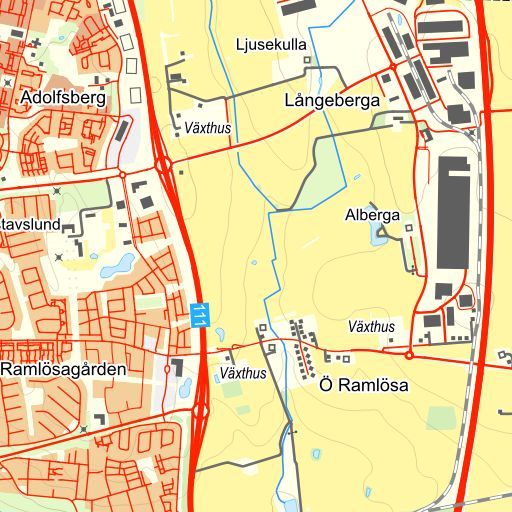 Ljusekulla
Adolfsberg
Långeberga
Växthus
tavslund
Alberga
111
Växthus
Ramlösagården
Växthus
Ö Ramlösa